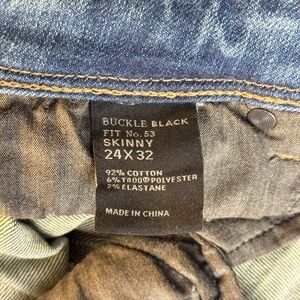 BUCKLE BLACK
FIT No. 53
SKINNY
24X32
92% COTTON
6% T400® POLYESTER
2% ELASTANE
MADE IN CHINA